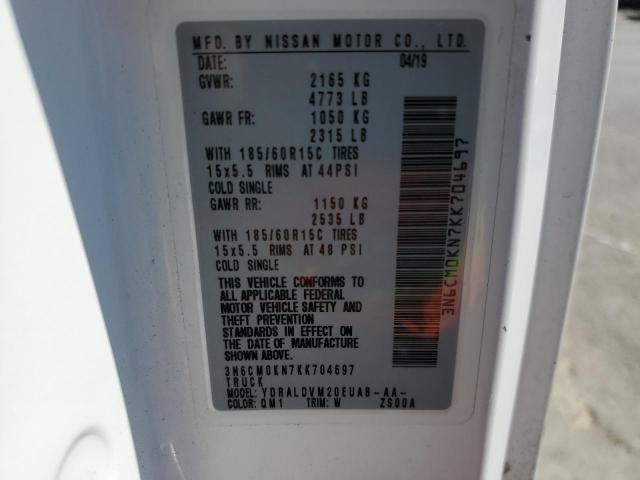 MFD. BY NISSAN MOTOR CO., LTD.
DATE: 04/19
GVWR: 2165 KG
4773 LB
GAWR FR: 1050 KG
2315 LB
WITH 185/60R15C TIRES
15x5.5 RIMS AT 44PSI
COLD SINGLE
GAWR RR: 1150 KG
2535 LB
WITH 185/60R15C TIRES
15x5.5 RIMS AT 48 PSI
COLD SINGLE
THIS VEHICLE CONFORMS TO
ALL APPLICABLE FEDERAL
MOTOR VEHICLE SAFETY AND
THEFT PREVENTION
STANDARDS IN EFFECT ON
THE DATE OF MANUFACTURE
SHOWN ABOVE.
3N6CM0KN7KK704697
TRUCK
MODEL: YDRALDVM20EUAB-AA-
COLOR: QM1 TRIM: W ZS00A
3N6CM0KN7KK704697